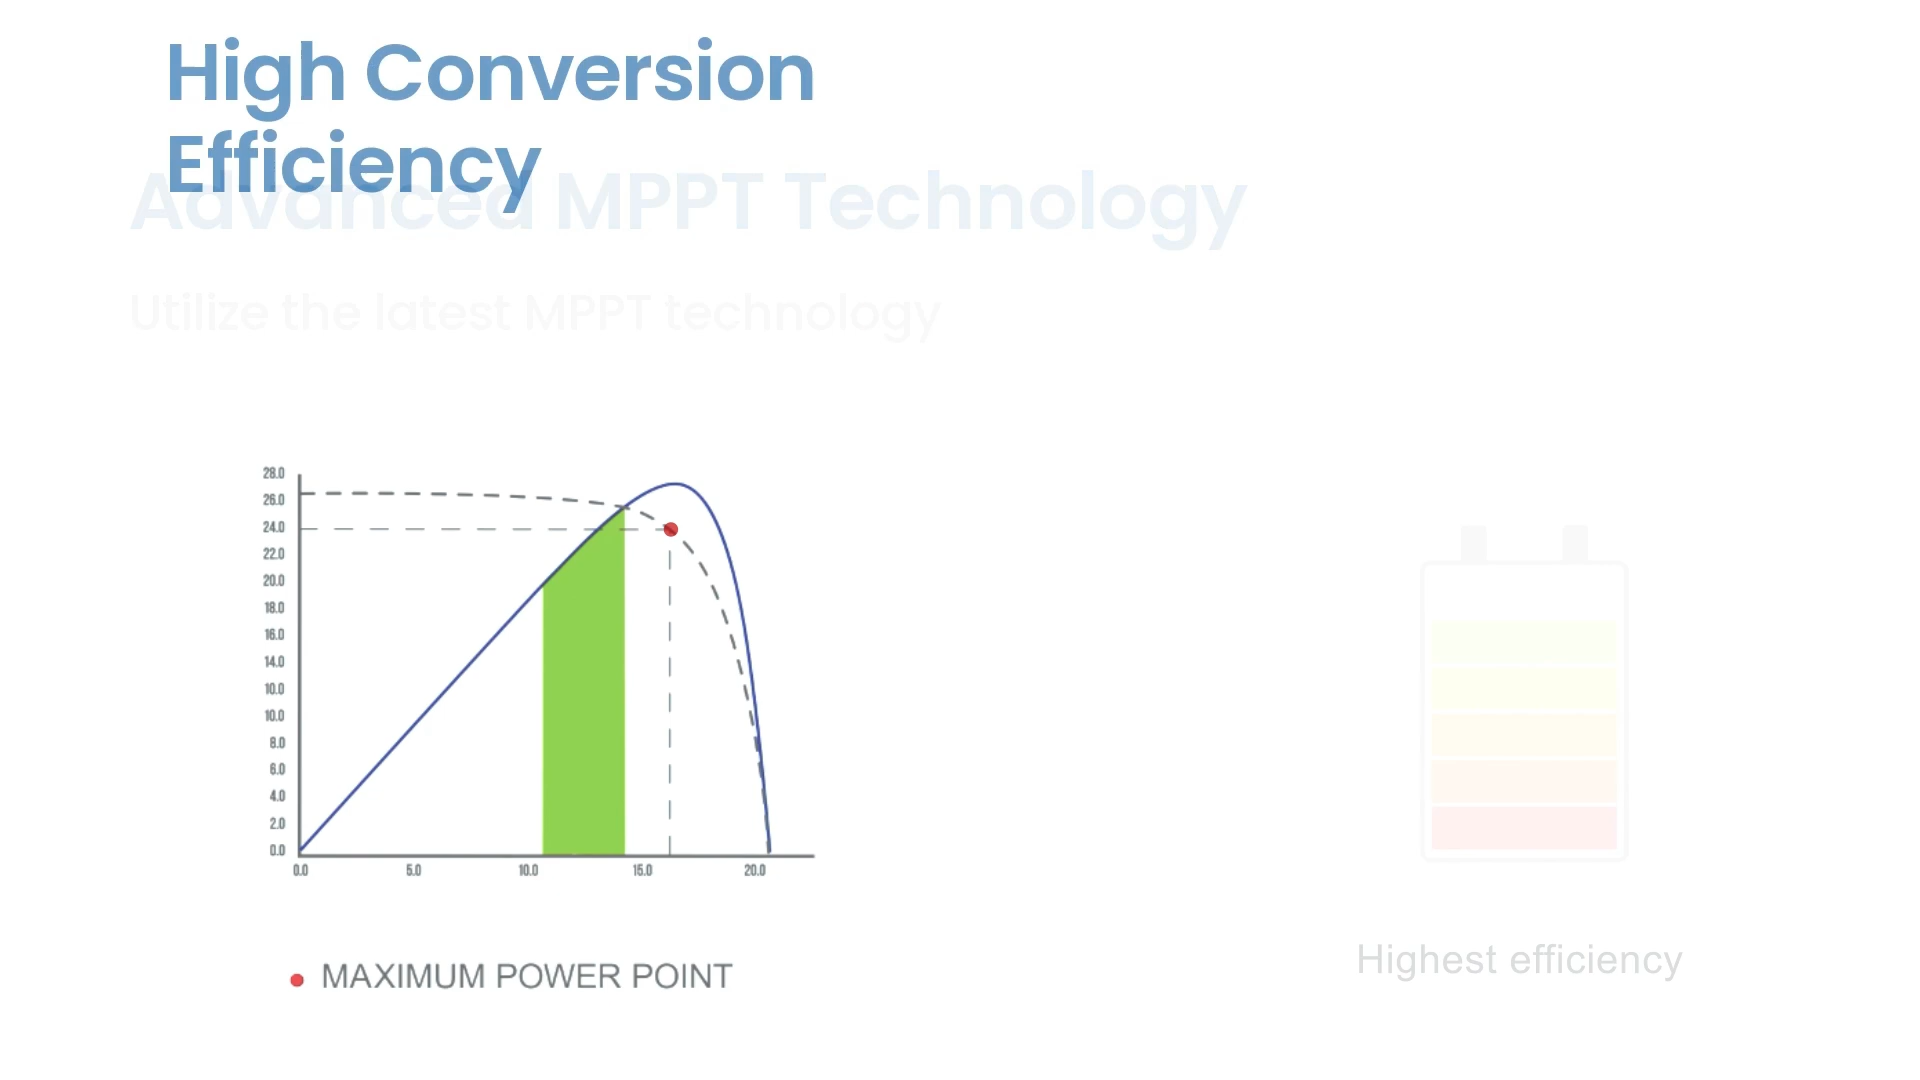 High Conversion
Efficiency
Advanced MPPT Technology
Utilize the latest MPPT technology
28.0
26.0
24.0
22.0
20.0
18.0
16.0
14.0
10.0
10.0
8.0
6.0
4.0
2.0
0.0
0.0 5.0 10.0 15.0 20.0
MAXIMUM POWER POINT
Highest efficiency